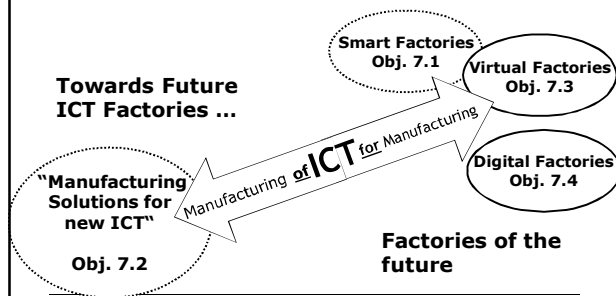 Smart Factories
Obj. 7.1
Virtual Factories
Obj. 7.3
Towards Future
ICT Factories ...
Manufacturing of ICT for Manufacturing
Digital Factories
Obj. 7.4
"Manufacturing
Solutions for
new ICT"
Obj. 7.2
Factories of the
future